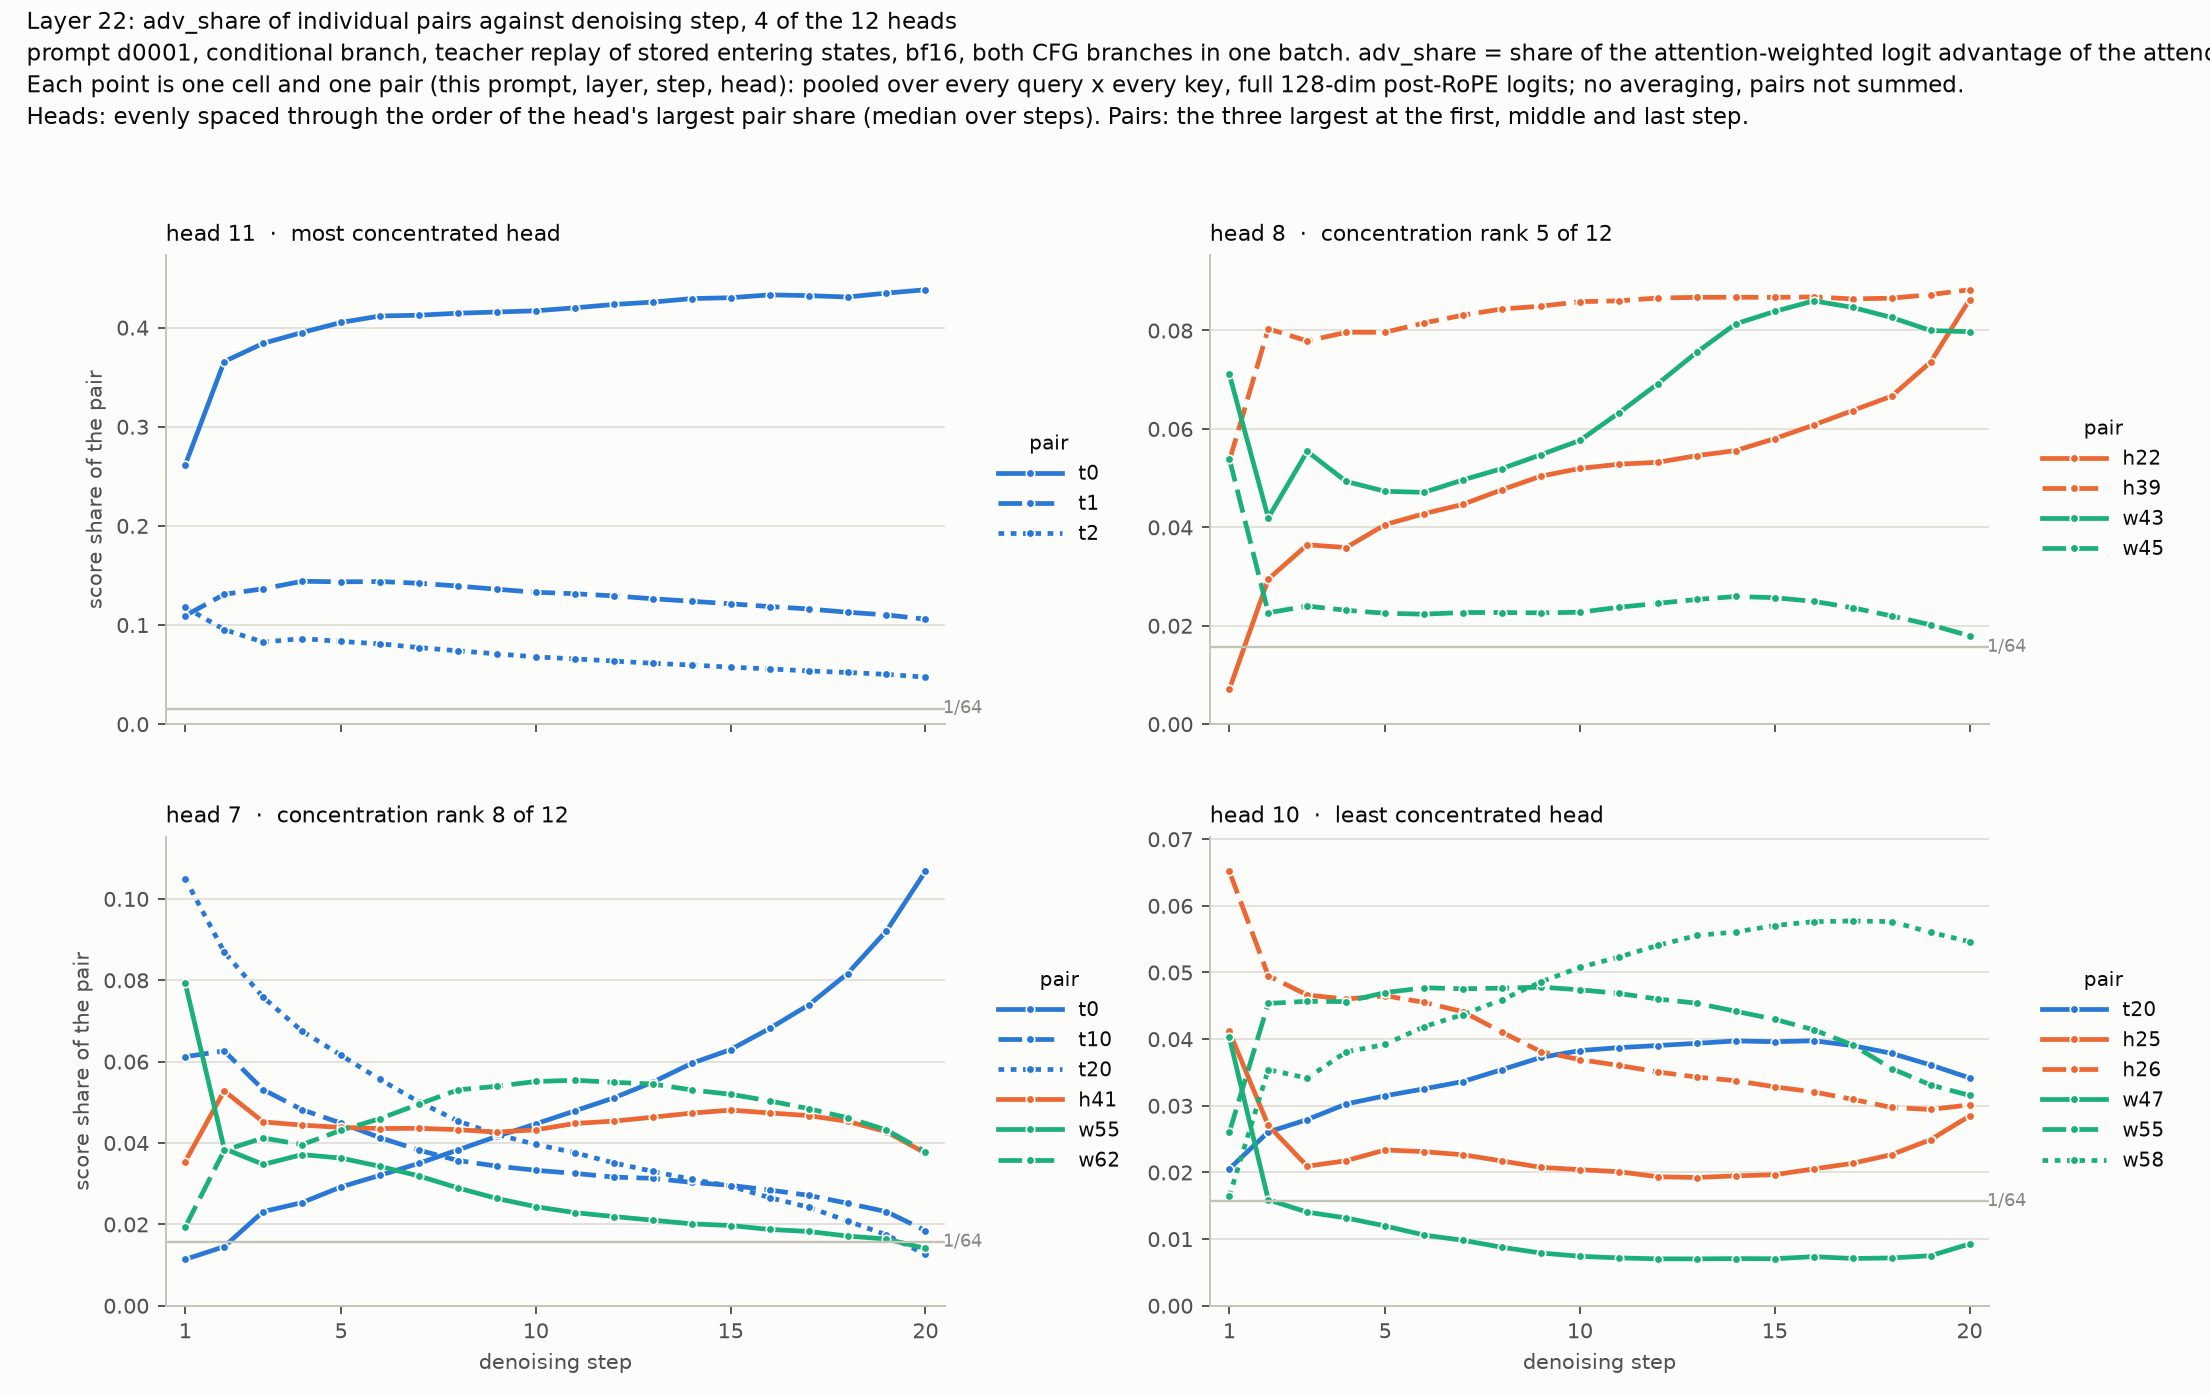 Layer 22: adv_share of individual pairs against denoising step, 4 of the 12 heads
prompt d0001, conditional branch, teacher replay of stored entering states, bf16, both CFG branches in one batch. adv_share = share of the attention-weighted logit advantage of the
Each point is one cell and one pair (this prompt, layer, step, head): pooled over every query x every key, full 128-dim post-RoPE logits; no averaging, pairs not summed.
Heads: evenly spaced through the order of the head's largest pair share (median over steps). Pairs: the three largest at the first, middle and last step.
head 11 · most concentrated head
score share of the pair
0.4
0.3
0.2
0.1
0.0
1/64
pair
t0
t1
t2
head 8 · concentration rank 5 of 12
0.08
0.06
0.04
0.02
0.00
1/64
pair
h22
h39
w43
w45
head 7 · concentration rank 8 of 12
score share of the pair
0.10
0.08
0.06
0.04
0.02
0.00
1/64
1
5
10
15
20
denoising step
pair
t0
t10
t20
h41
w55
w62
head 10 · least concentrated head
0.07
0.06
0.05
0.04
0.03
0.02
0.01
0.00
1/64
1
5
10
15
20
denoising step
pair
t20
h25
h26
w47
w55
w58